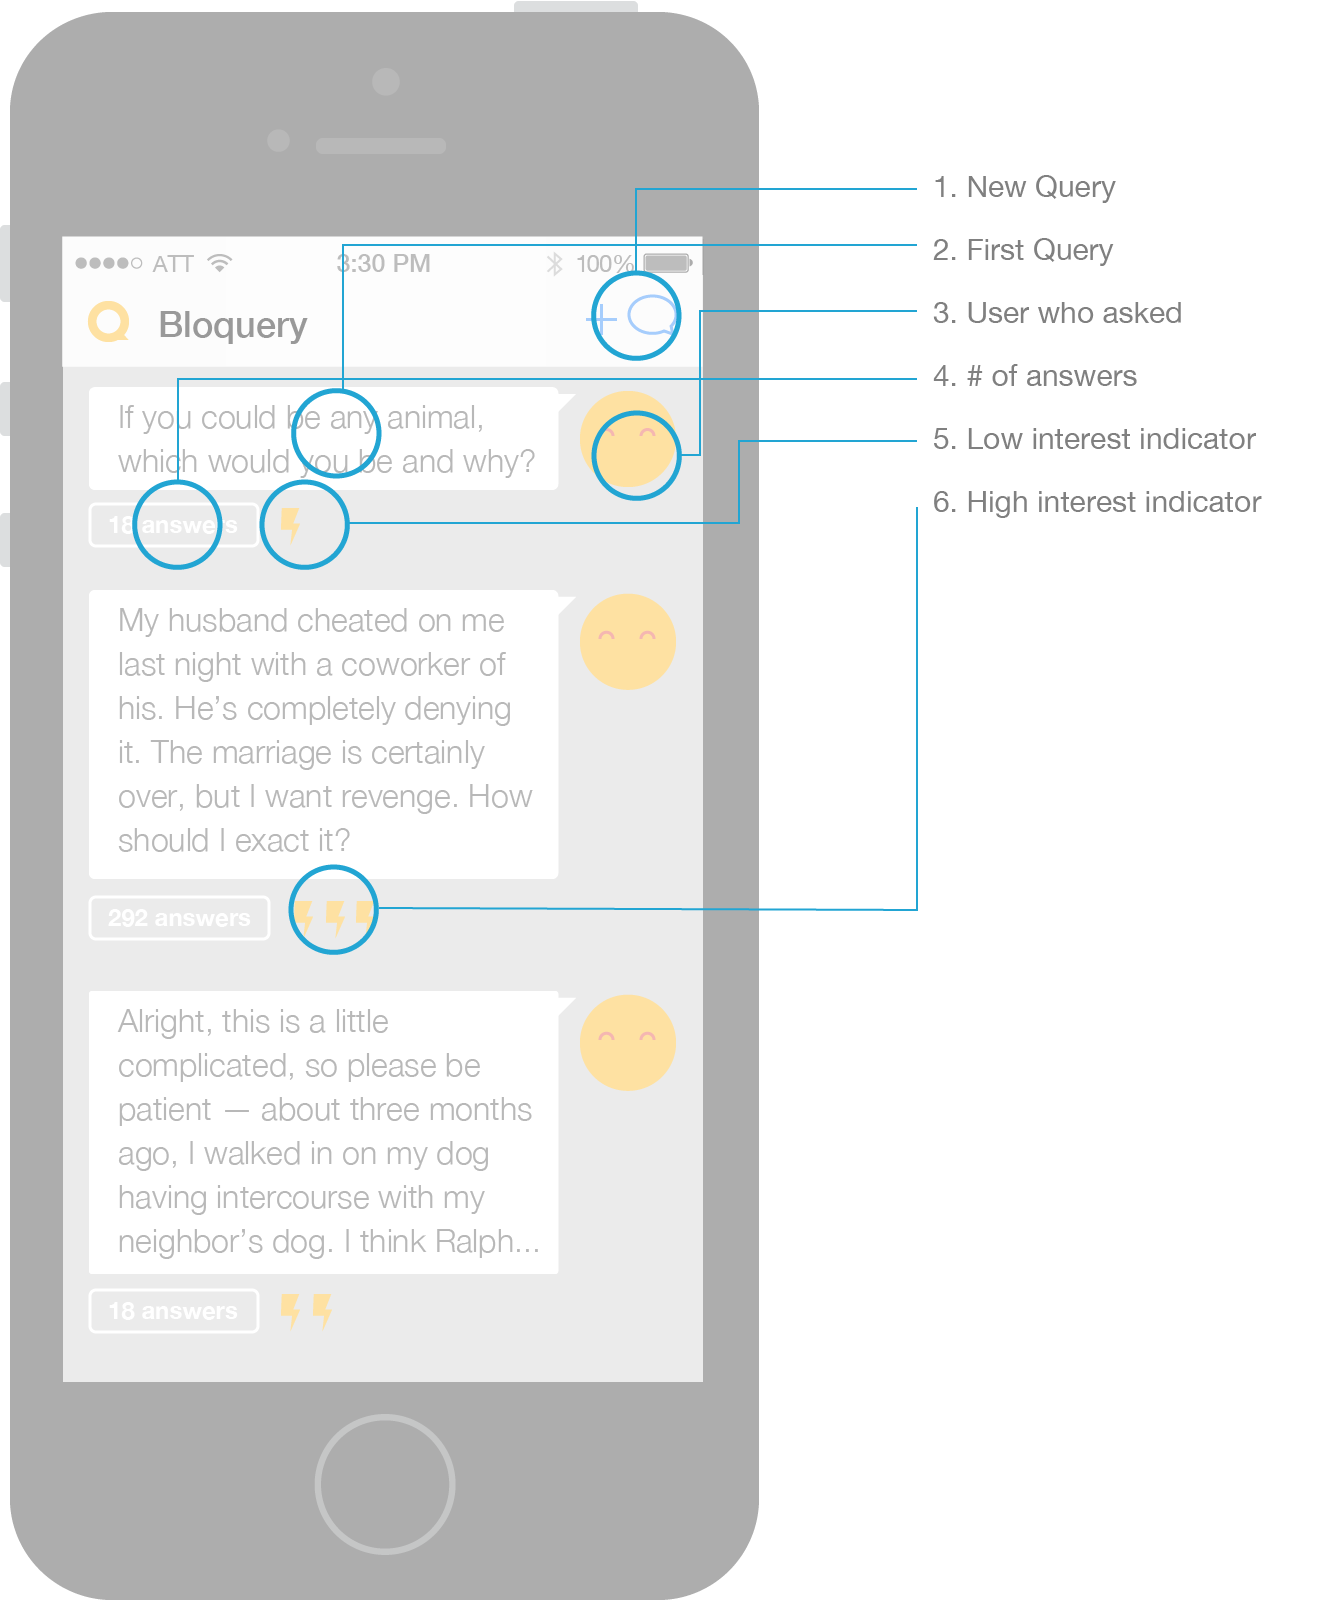 ATT 3:30 PM 100%
Bloquery
If you could be any animal,
which would you be and why?
18 answers
My husband cheated on me
last night with a coworker of
his. He’s completely denying
it. The marriage is certainly
over, but I want revenge. How
should I exact it?
292 answers
Alright, this is a little
complicated, so please be
patient — about three months
ago, I walked in on my dog
having intercourse with my
neighbor’s dog. I think Ralph...
18 answers
1. New Query
2. First Query
3. User who asked
4. # of answers
5. Low interest indicator
6. High interest indicator